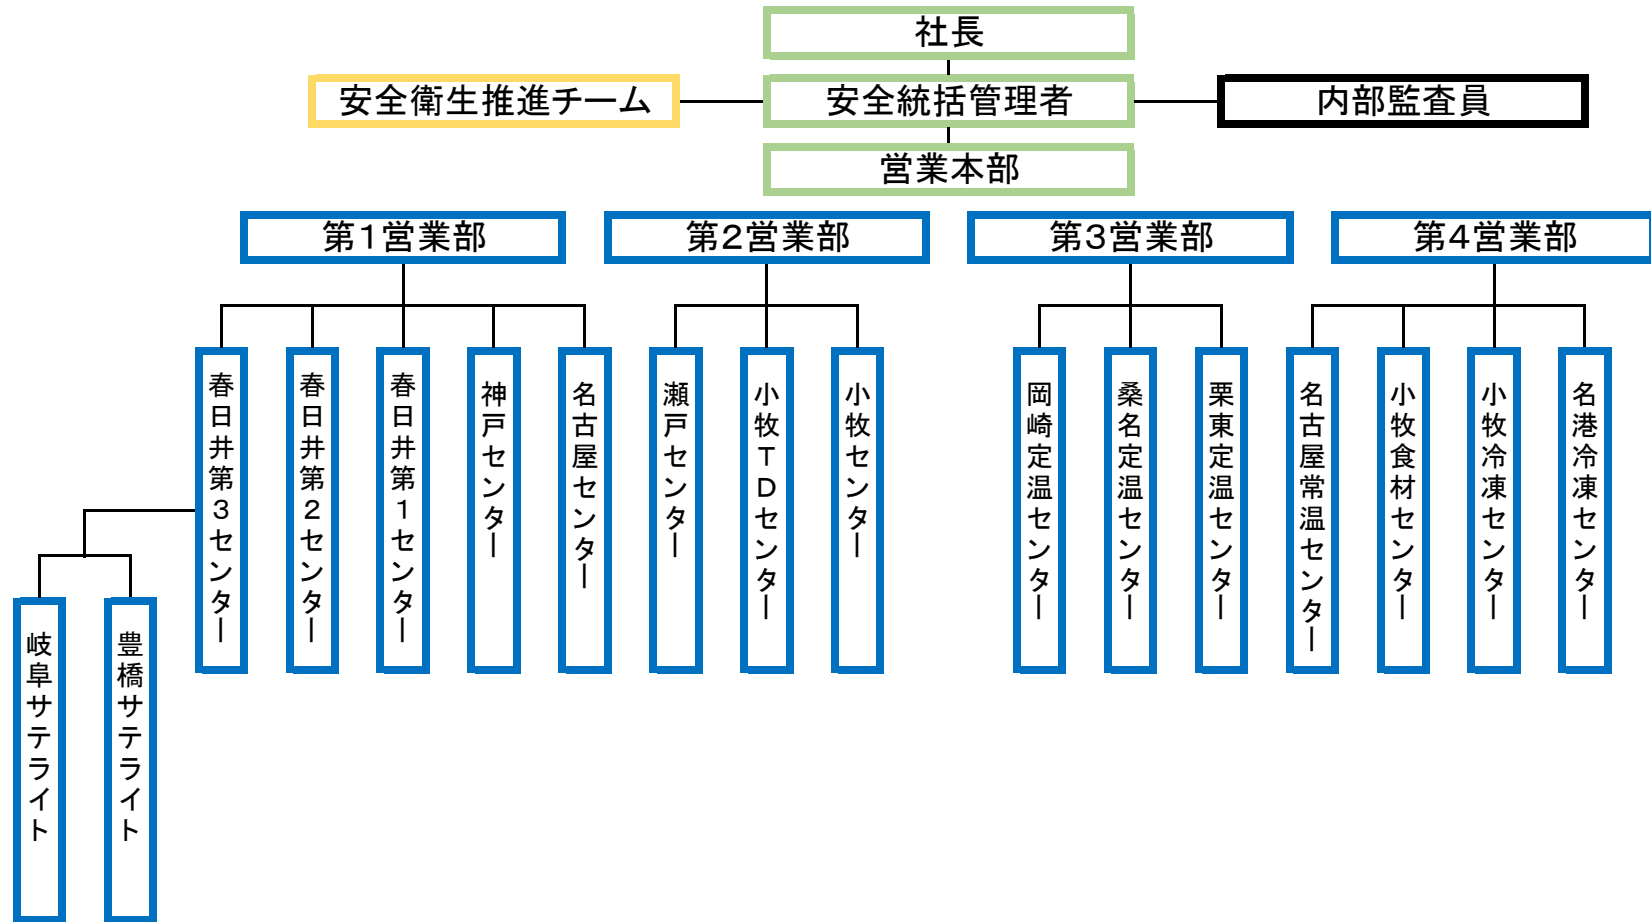 社長
安全衛生推進チーム
安全統括管理者
内部監査員
営業本部
第1営業部
第2営業部
第3営業部
第4営業部
春日井第3センター
春日井第2センター
春日井第1センター
神戸センター
名古屋センター
瀬戸センター
小牧TDセンター
小牧センター
岡崎定温センター
桑名定温センター
栗東定温センター
名古屋常温センター
小牧食材センター
小牧冷凍センター
名港冷凍センター
岐阜サテライト
豊橋サテライト